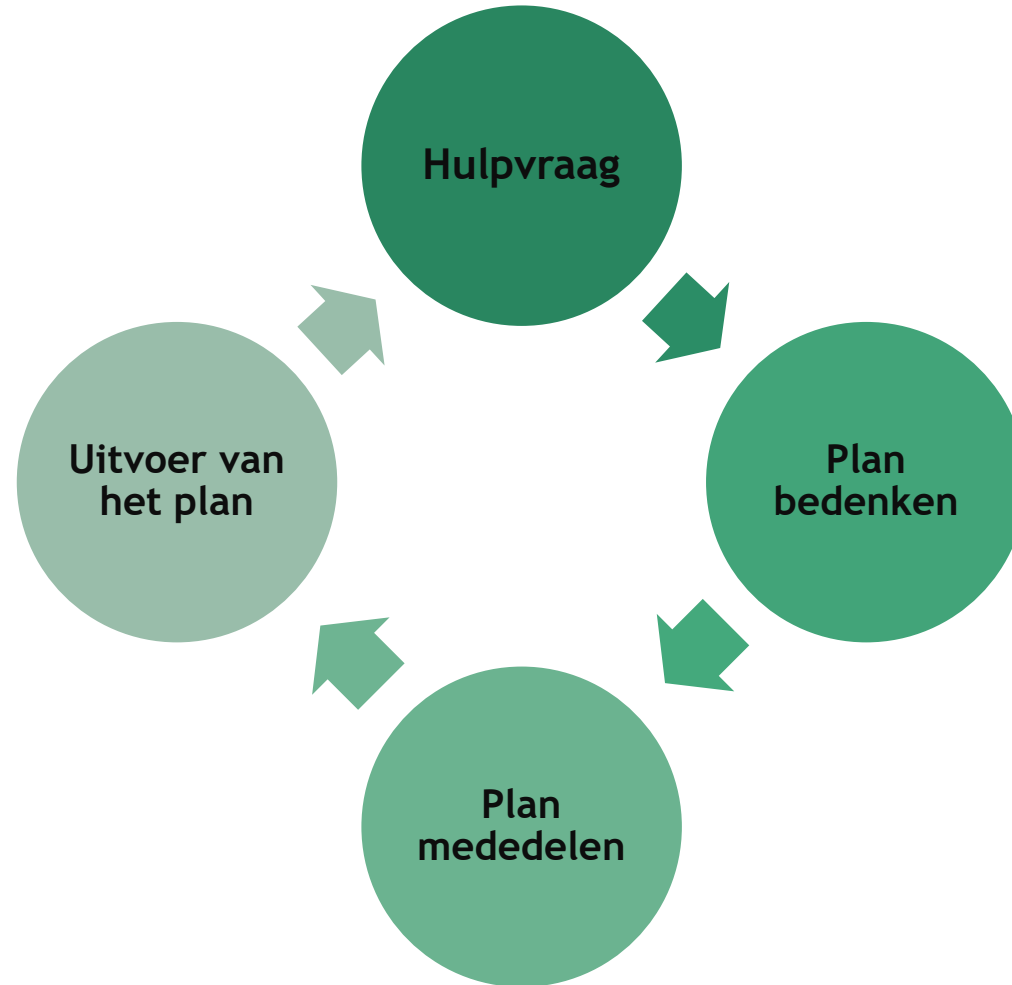 Hulpvraag
Plan
bedenken
Plan
mededelen
Uitvoer van
het plan